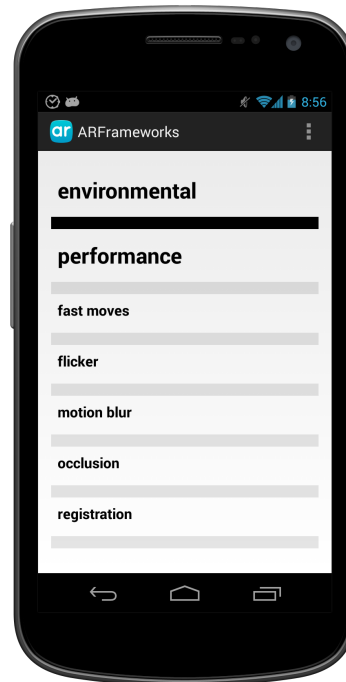 8:56
ar ARFrameworks
environmental
performance
fast moves
flicker
motion blur
occlusion
registration